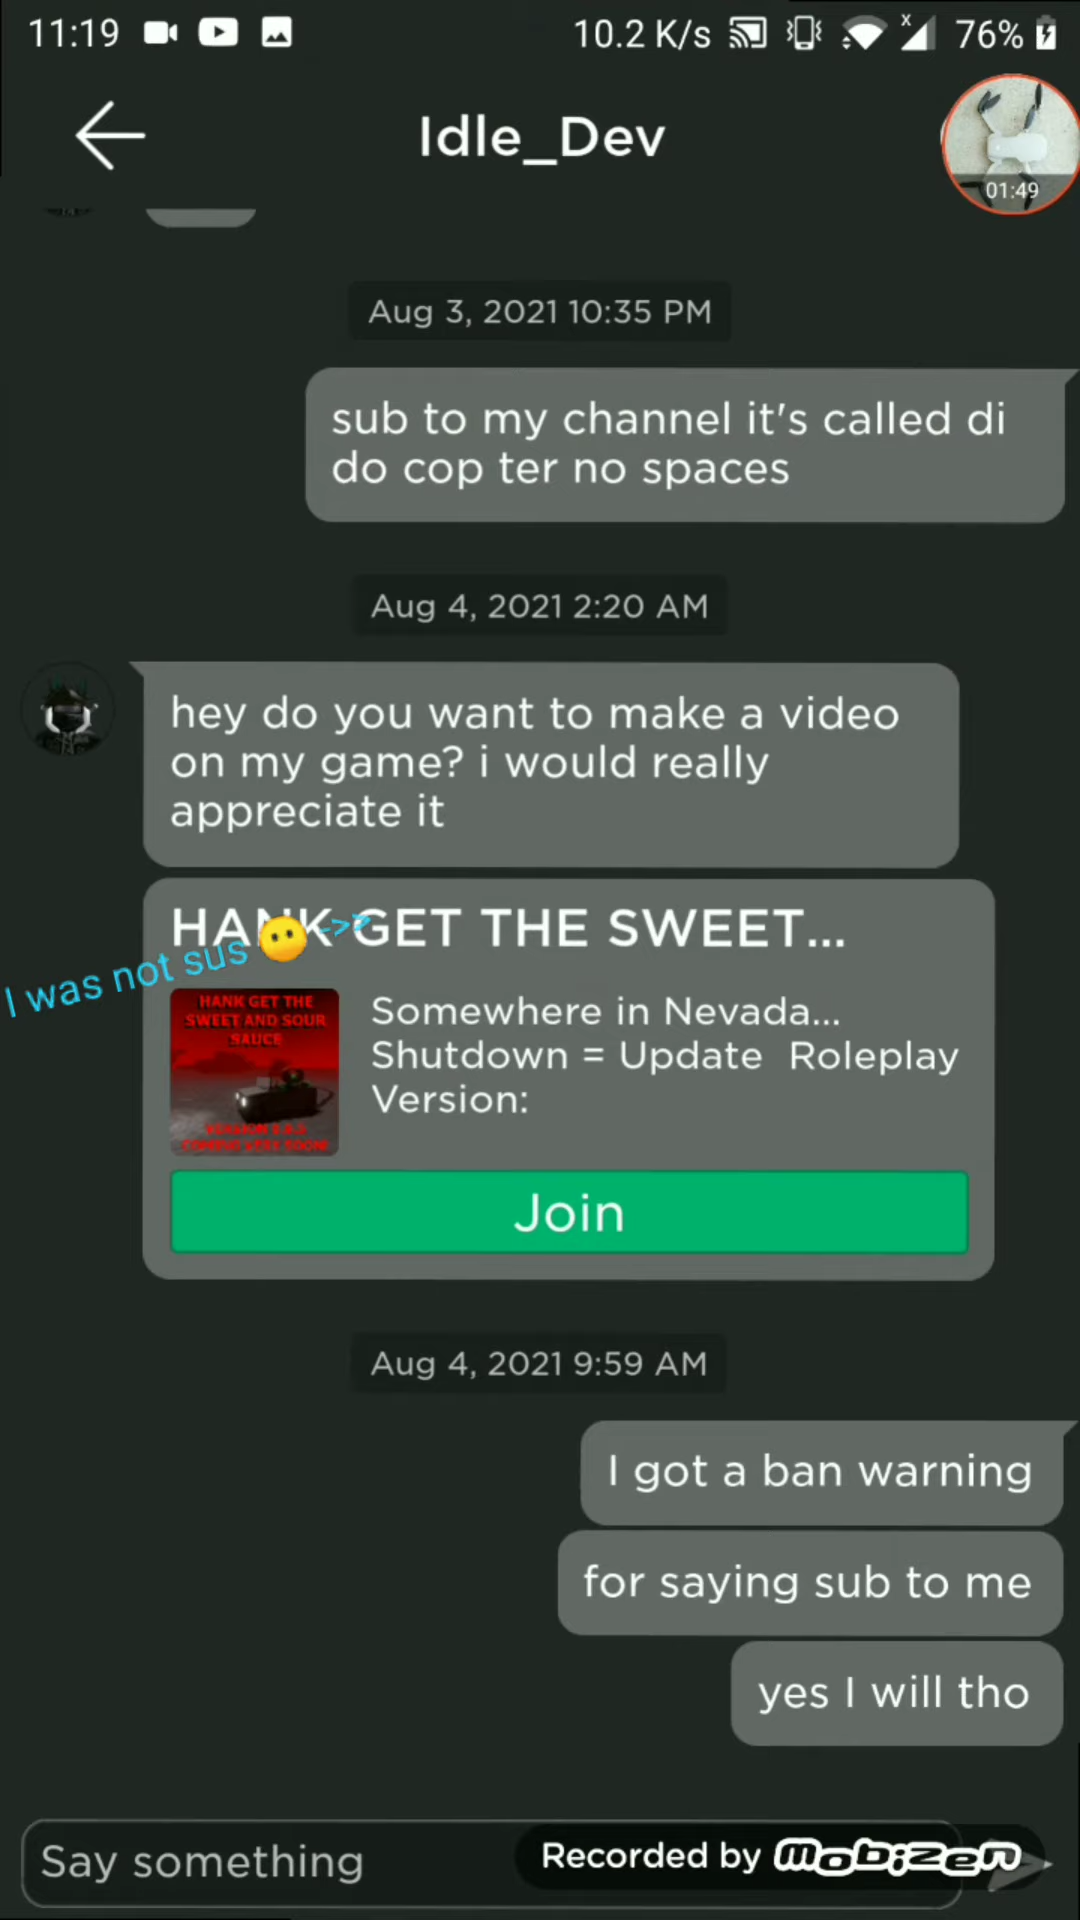 11:19 10.2 K/s 76%
Idle_Dev
01:49
Aug 3, 2021 10:35 PM
sub to my channel it's called di
do cop ter no spaces
Aug 4, 2021 2:20 AM
hey do you want to make a video
on my game? i would really
appreciate it
HANK GET THE SWEET...
I was not sus 😶 ->>
HANK GET THE
SWEET AND SOUR
SAUCE
Somewhere in Nevada...
Shutdown = Update Roleplay
Version:
COMING VERY SOON!
Join
Aug 4, 2021 9:59 AM
I got a ban warning
for saying sub to me
yes I will tho
Say something
Recorded by mobizen